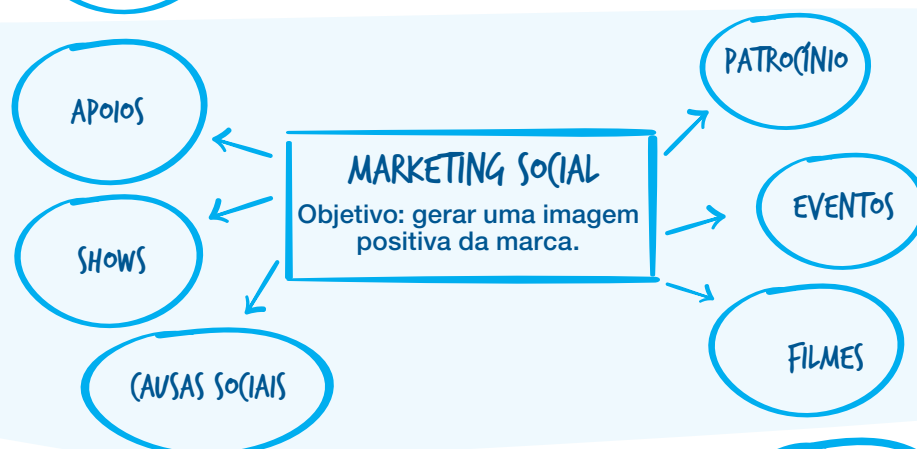 APOIOS
SHOWS
CAUSAS SOCIAIS
MARKETING SOCIAL
Objetivo: gerar uma imagem
positiva da marca.
PATROCÍNIO
EVENTOS
FILMES